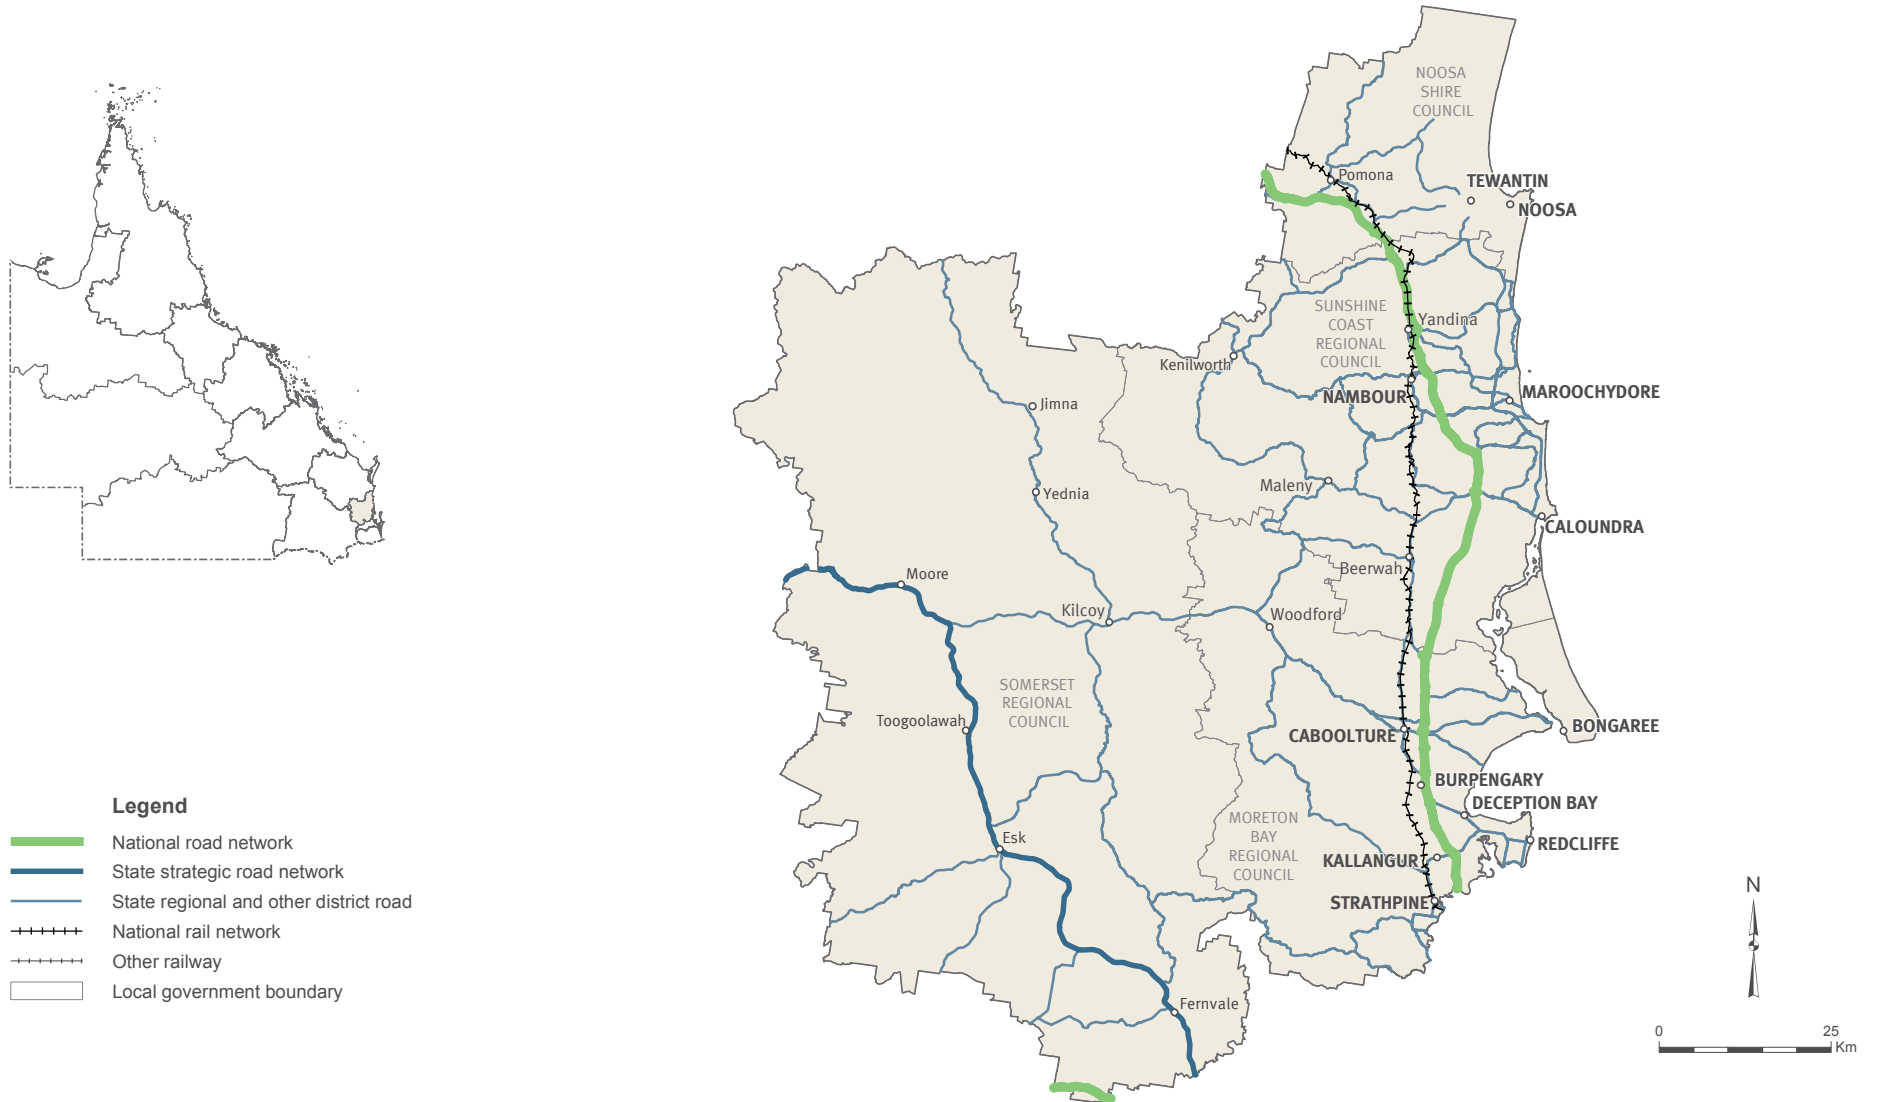 NOOSA
SHIRE
COUNCIL
Pomona
TEWANTIN
NOOSA
SUNSHINE
COAST
REGIONAL
COUNCIL
Yandina
Kenilworth
NAMBOUR
MAROOCHYDORE
Jimna
Maleny
Yednia
CALOUNDRA
Moore
Beerwah
Kilcoy
Woodford
SOMERSET
REGIONAL
COUNCIL
Toogoolawah
CABOOLTURE
BONGAREE
BURPENGARY
DECEPTION BAY
MORETON
BAY
REGIONAL
COUNCIL
Esk
REDCLIFFE
KALLANGUR
STRATHPINE
Fernvale
Legend
National road network
State strategic road network
State regional and other district road
National rail network
Other railway
Local government boundary
N
0 25
Km